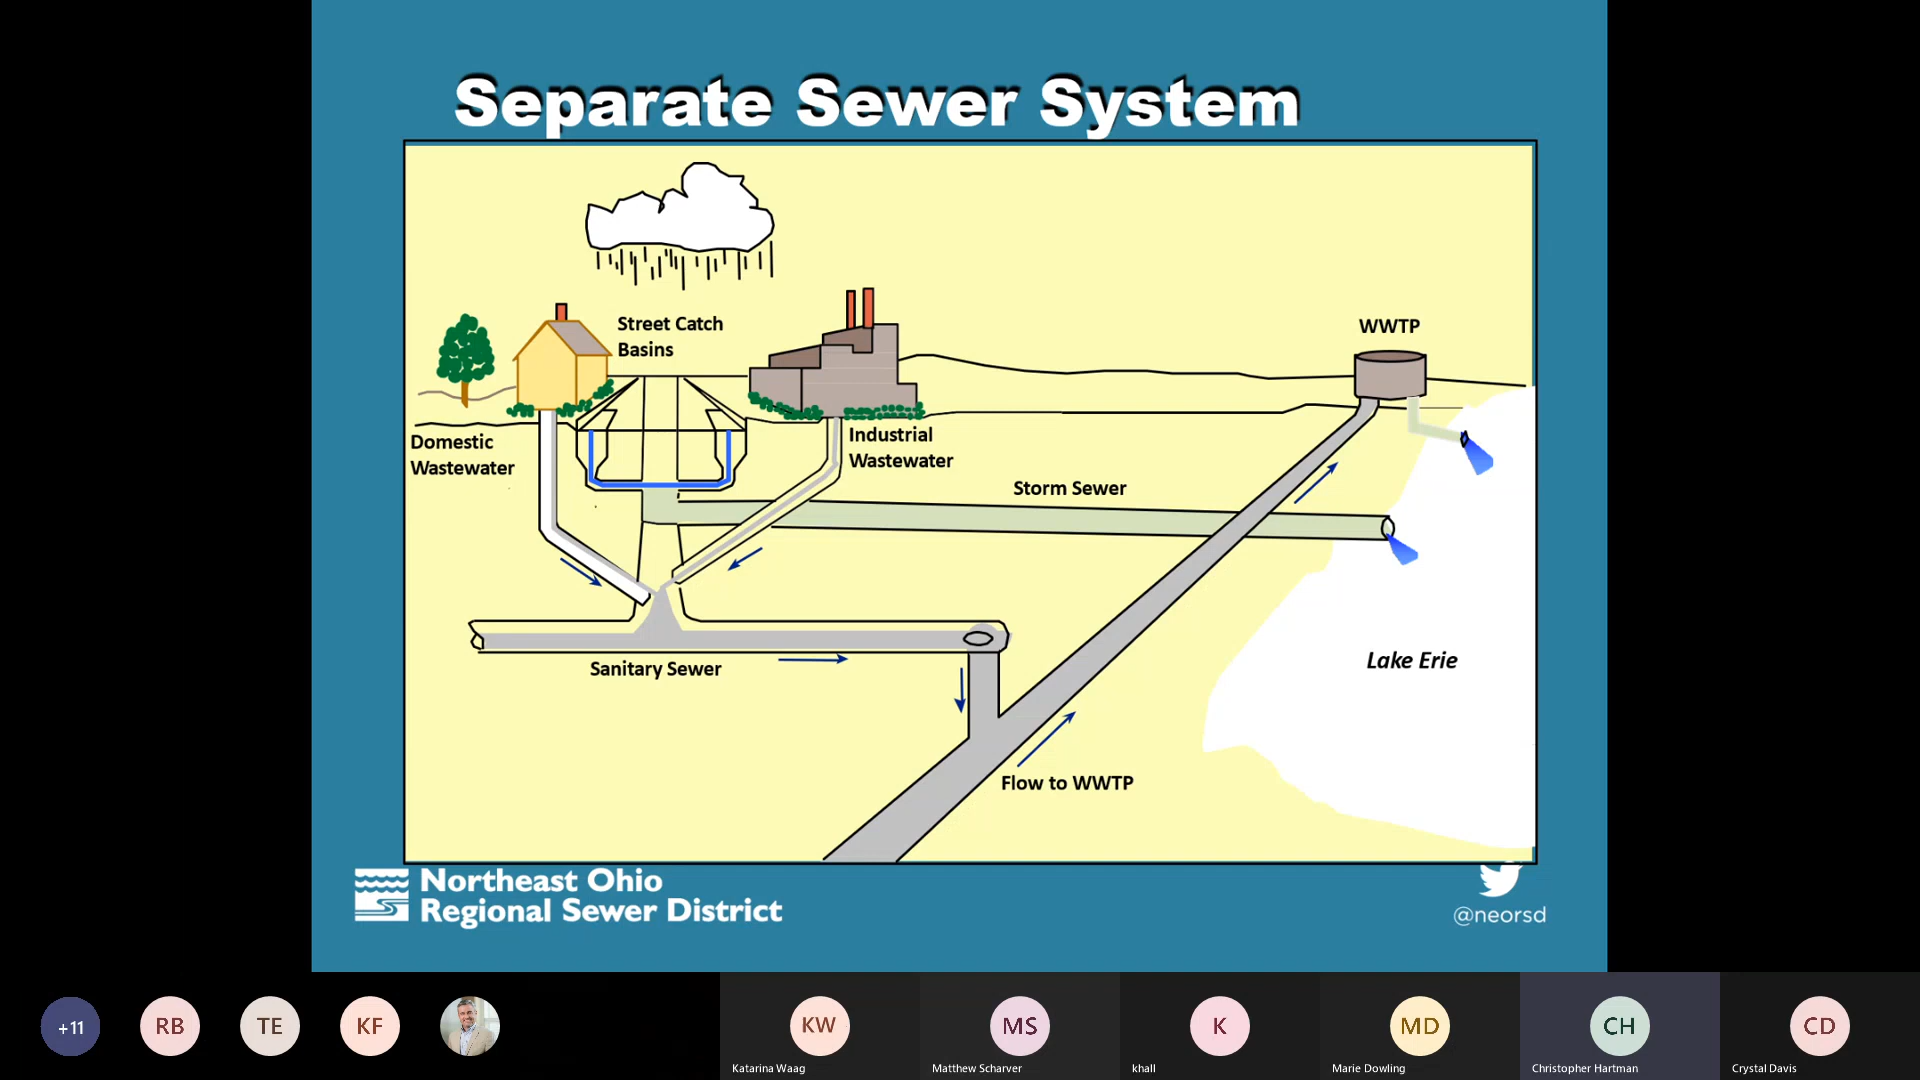 Separate Sewer System
Street Catch
Basins
WWTP
Domestic
Wastewater
Industrial
Wastewater
Storm Sewer
Sanitary Sewer
Lake Erie
Flow to WWTP
Northeast Ohio
Regional Sewer District
@neorsd
+11
RB
TE
KF
KW
MS
K
MD
CH
CD
Katarina Waag
Matthew Scharver
khall
Marie Dowling
Christopher Hartman
Crystal Davis